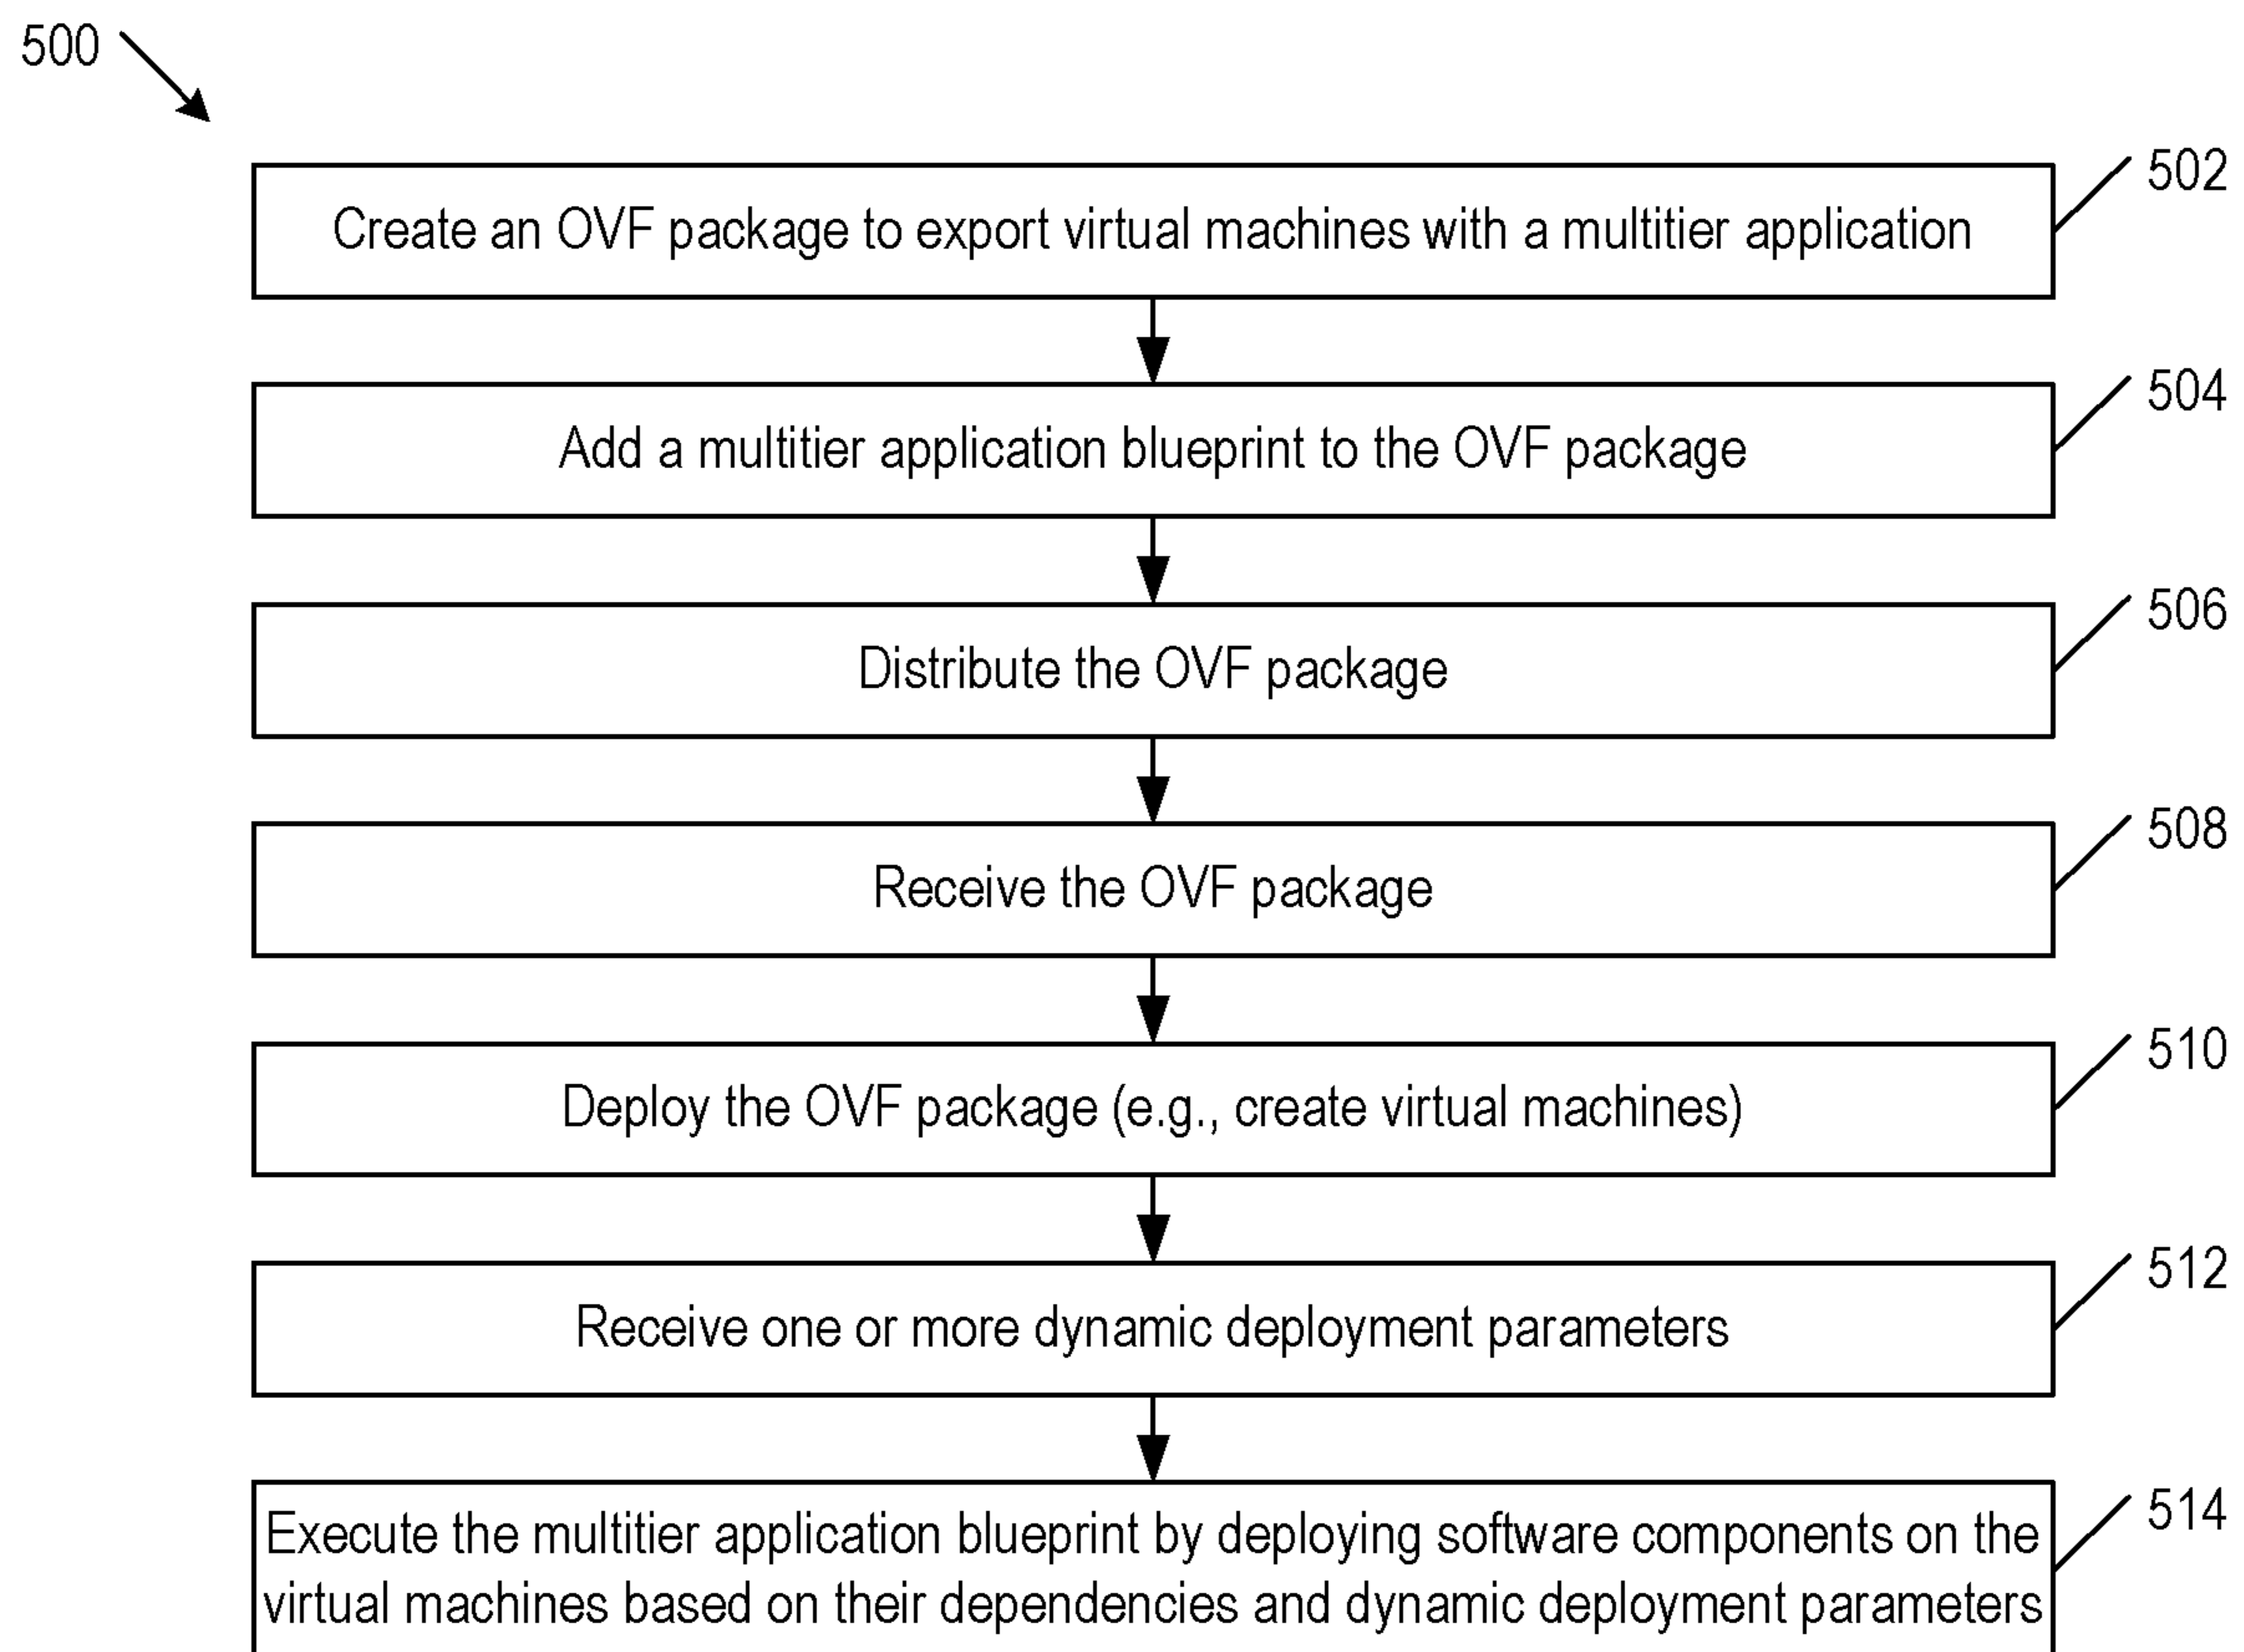 500
502
Create an OVF package to export virtual machines with a multitier application
504
Add a multitier application blueprint to the OVF package
506
Distribute the OVF package
508
Receive the OVF package
510
Deploy the OVF package (e.g., create virtual machines)
512
Receive one or more dynamic deployment parameters
514
Execute the multitier application blueprint by deploying software components on the
virtual machines based on their dependencies and dynamic deployment parameters